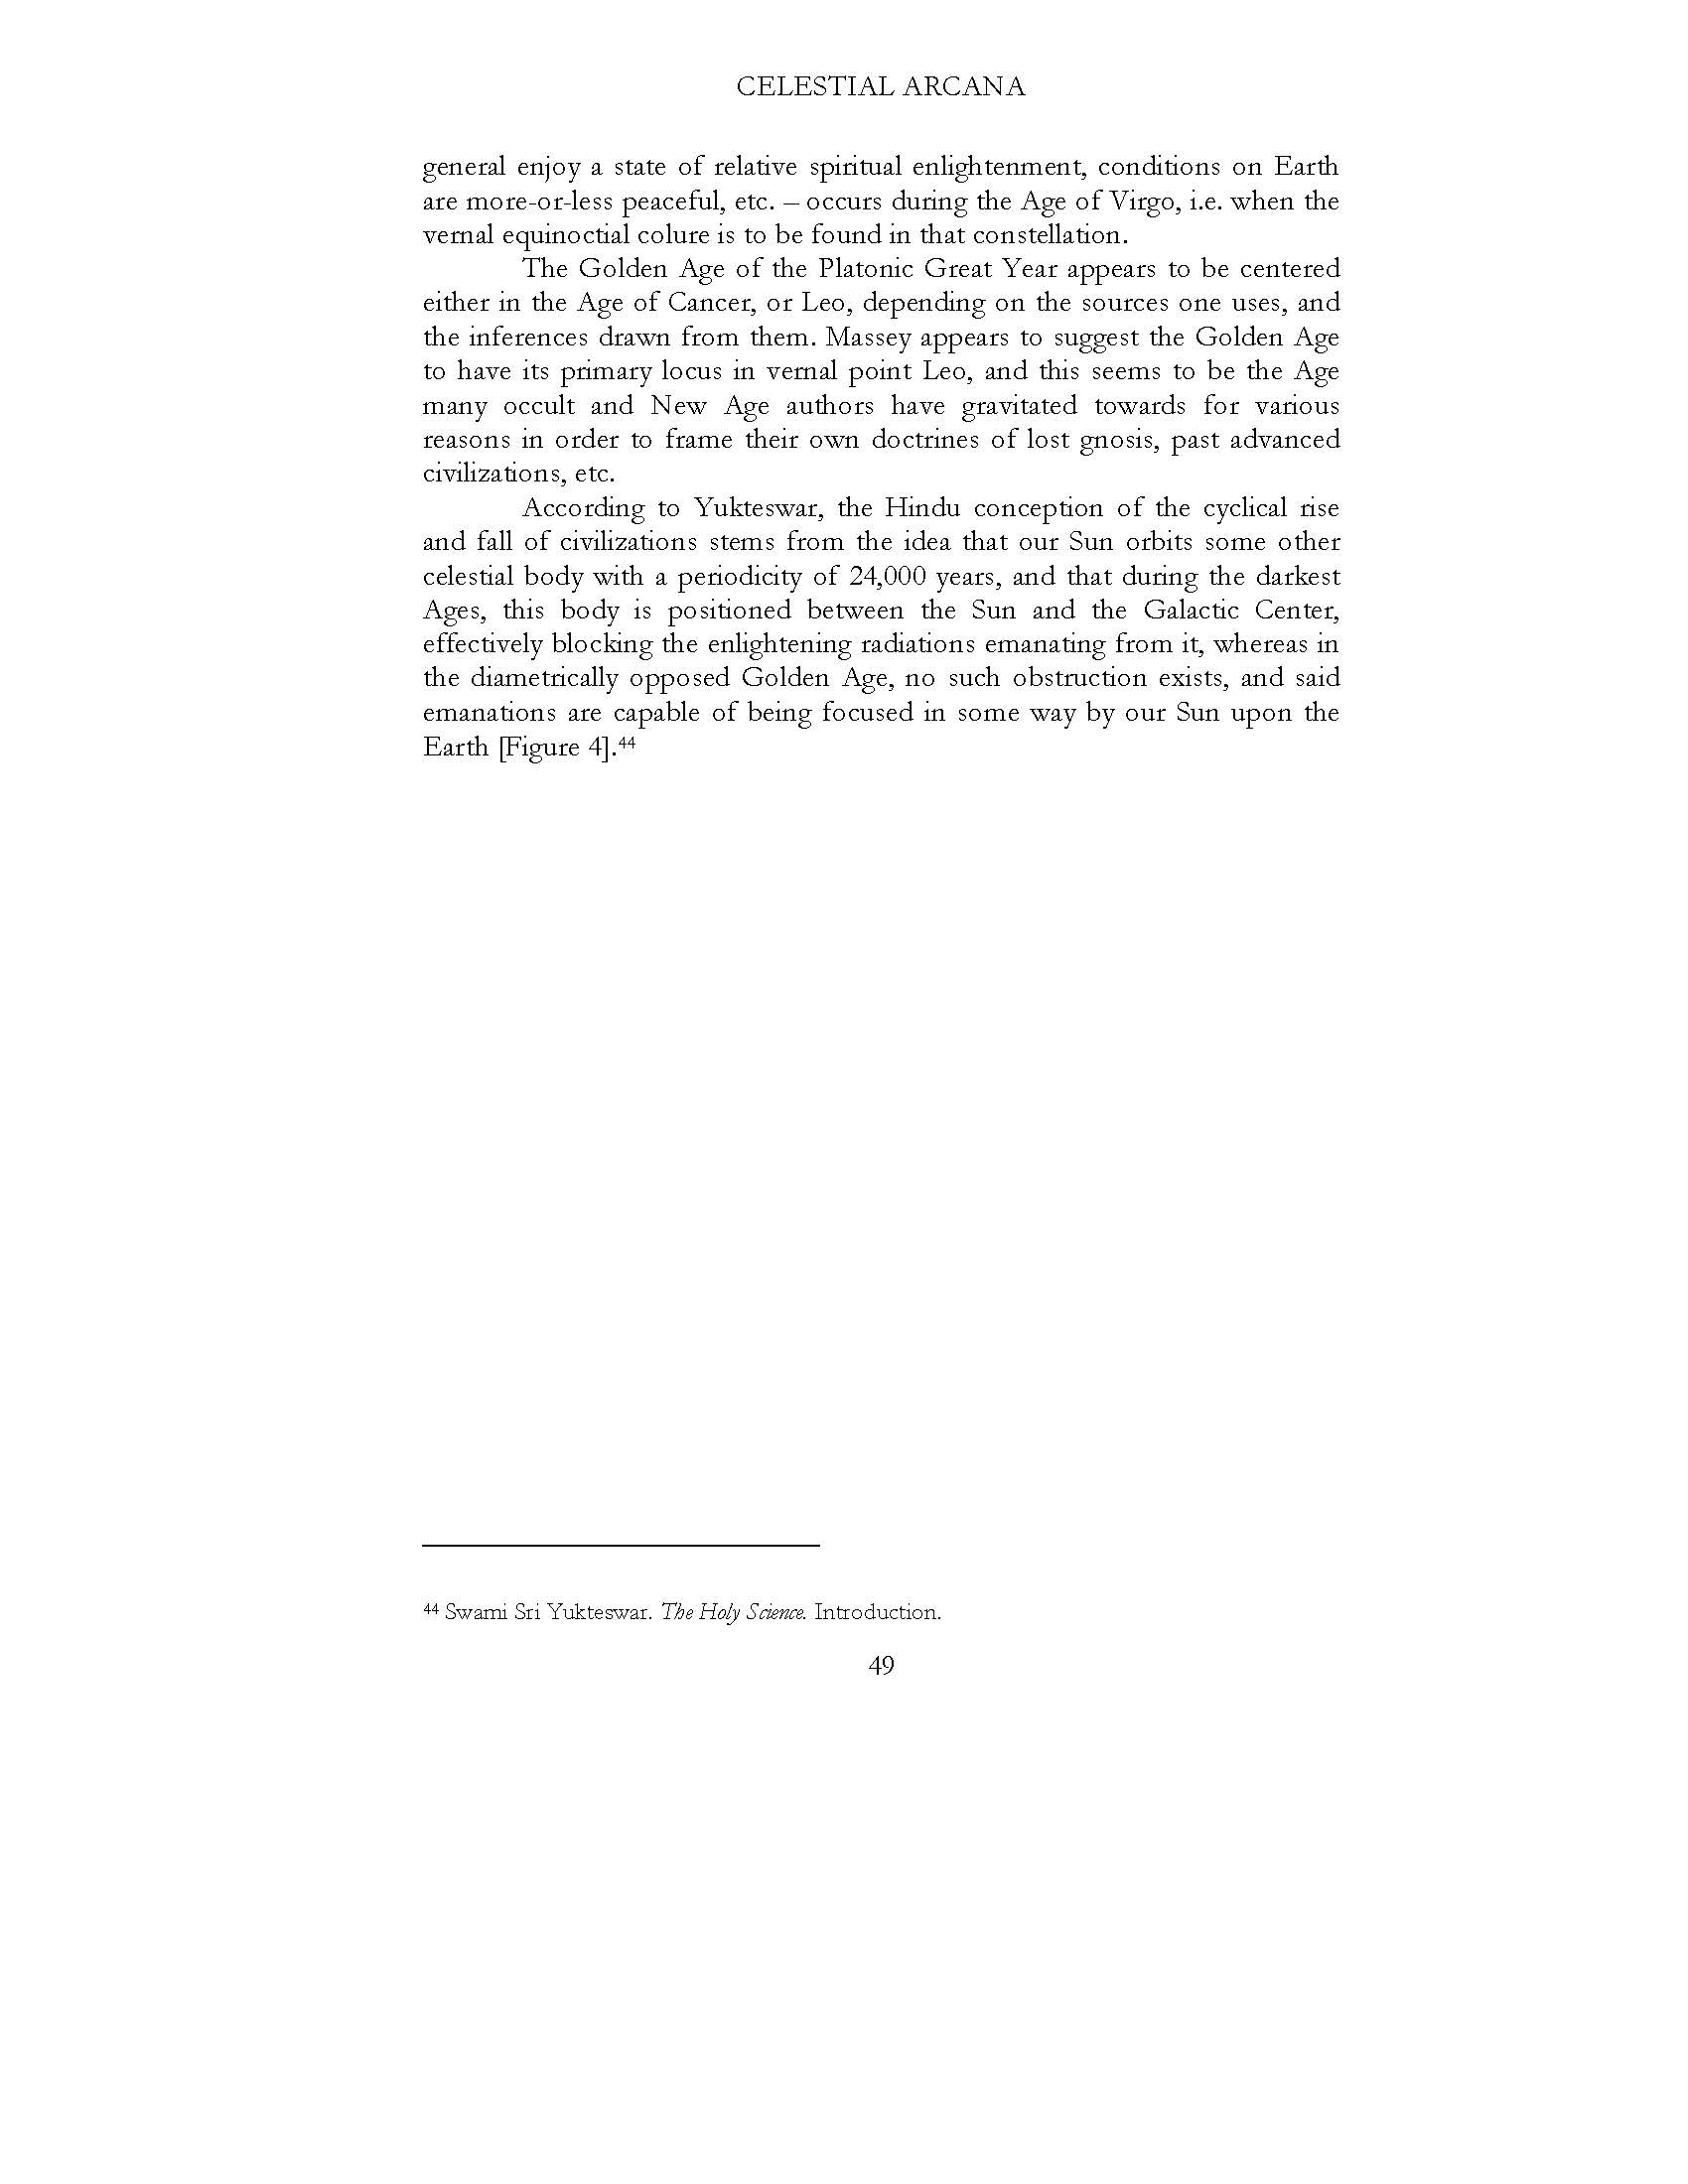 CELESTIAL ARCANA
general enjoy a state of relative spiritual enlightenment, conditions on Earth
are more-or-less peaceful, etc. – occurs during the Age of Virgo, i.e. when the
vernal equinoctial colure is to be found in that constellation.
The Golden Age of the Platonic Great Year appears to be centered
either in the Age of Cancer, or Leo, depending on the sources one uses, and
the inferences drawn from them. Massey appears to suggest the Golden Age
to have its primary locus in vernal point Leo, and this seems to be the Age
many occult and New Age authors have gravitated towards for various
reasons in order to frame their own doctrines of lost gnosis, past advanced
civilizations, etc.
According to Yukteswar, the Hindu conception of the cyclical rise
and fall of civilizations stems from the idea that our Sun orbits some other
celestial body with a periodicity of 24,000 years, and that during the darkest
Ages, this body is positioned between the Sun and the Galactic Center,
effectively blocking the enlightening radiations emanating from it, whereas in
the diametrically opposed Golden Age, no such obstruction exists, and said
emanations are capable of being focused in some way by our Sun upon the
Earth [Figure 4].⁴⁴
⁴⁴ Swami Sri Yukteswar. The Holy Science. Introduction.
49